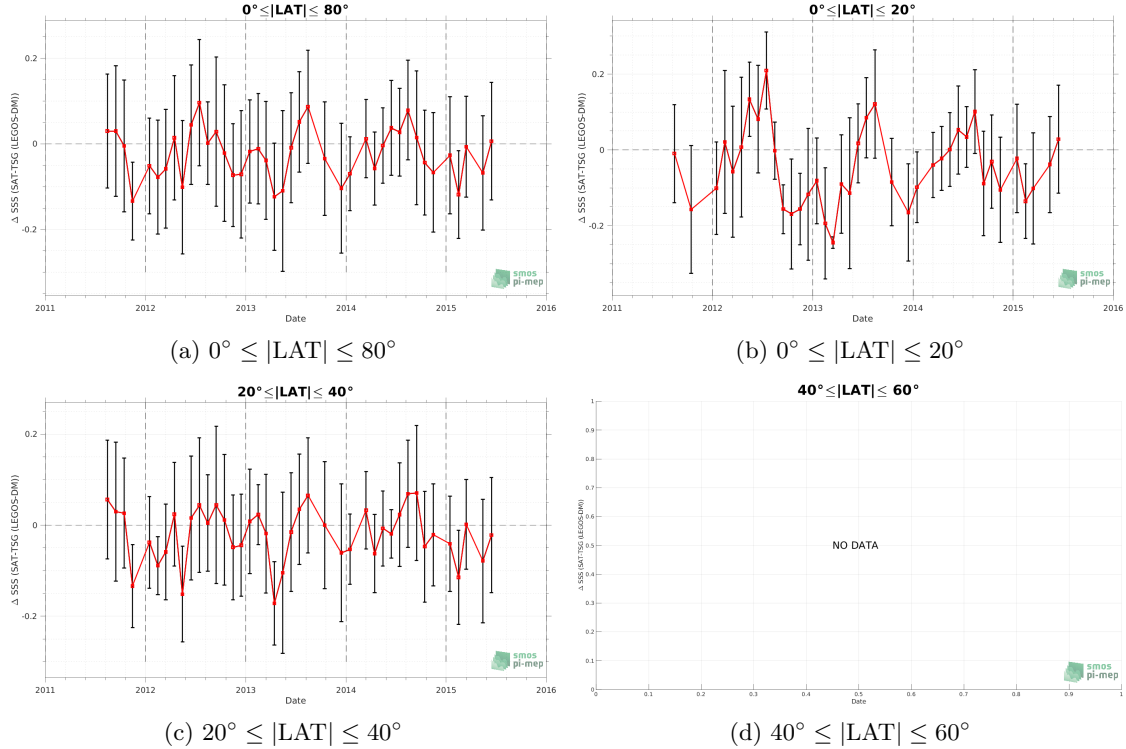 0°≤|LAT|≤ 80°
Δ SSS (SAT-TSG (LEGOS-DM))
0.2
0
-0.2
2011 2012 2013 2014 2015 2016
Date
smos
pi-mep
(a) 0° ≤ |LAT| ≤ 80°
0°≤|LAT|≤ 20°
Δ SSS (SAT-TSG (LEGOS-DM))
0.2
0
-0.2
2011 2012 2013 2014 2015 2016
Date
smos
pi-mep
(b) 0° ≤ |LAT| ≤ 20°
20°≤|LAT|≤ 40°
Δ SSS (SAT-TSG (LEGOS-DM))
0.2
0
-0.2
2011 2012 2013 2014 2015 2016
Date
smos
pi-mep
(c) 20° ≤ |LAT| ≤ 40°
40°≤|LAT|≤ 60°
Δ SSS (SAT-TSG (LEGOS-DM))
1
0.9
0.8
0.7
0.6
0.5
0.4
0.3
0.2
0.1
0
NO DATA
0 0.1 0.2 0.3 0.4 0.5 0.6 0.7 0.8 0.9 1
Date
smos
pi-mep
(d) 40° ≤ |LAT| ≤ 60°